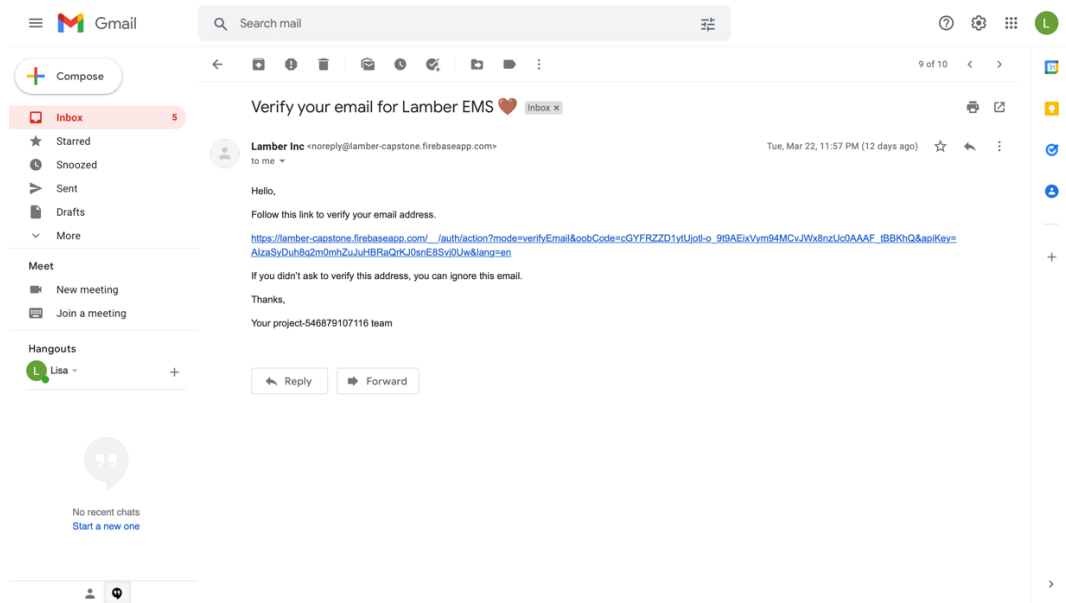 Gmail
Search mail
L
Compose
9 of 10
31
Inbox 5
Starred
Snoozed
Sent
Drafts
More
Verify your email for Lamber EMS 🤎 Inbox ×
Lamber Inc <noreply@lamber-capstone.firebaseapp.com>
Tue, Mar 22, 11:57 PM (12 days ago)
to me
Hello,
Follow this link to verify your email address.
https://lamber-capstone.firebaseapp.com/__/auth/action?mode=verifyEmail&oobCode=cGYFRZZD1ytUjotl-o_9t9AEixVym94MCvJWx8nzUc0AAAF_tBBKhQ&apiKey=
AIzaSyDuh8q2m0mhZuJuHBRaQrKJ0snE8Svj0Uw&lang=en
If you didn't ask to verify this address, you can ignore this email.
Thanks,
Your project-546879107116 team
Reply
Forward
Meet
New meeting
Join a meeting
Hangouts
L Lisa
No recent chats
Start a new one